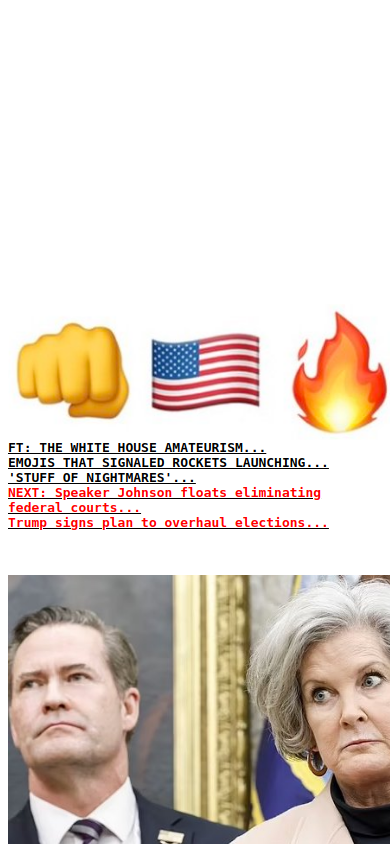 FT: THE WHITE HOUSE AMATEURISM...
EMOJIS THAT SIGNALED ROCKETS LAUNCHING...
'STUFF OF NIGHTMARES'...
NEXT: Speaker Johnson floats eliminating
federal courts...
Trump signs plan to overhaul elections...